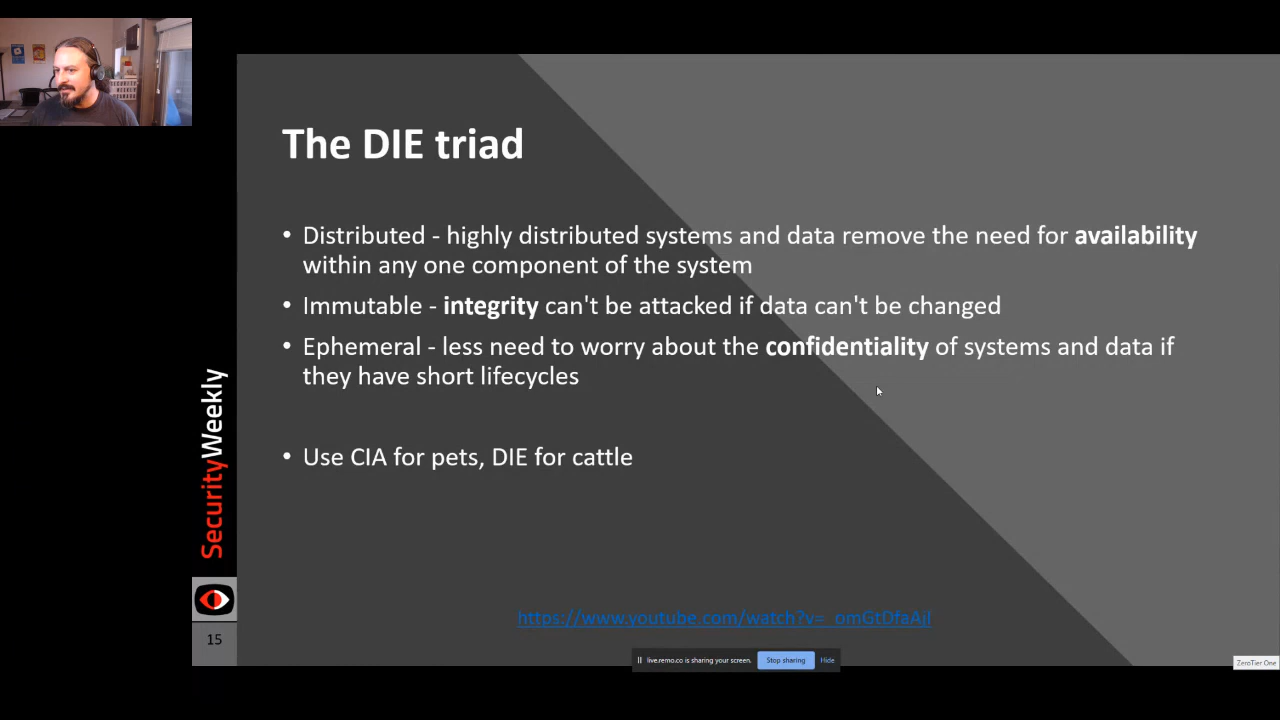 The DIE triad
• Distributed - highly distributed systems and data remove the need for availability
within any one component of the system
• Immutable - integrity can't be attacked if data can't be changed
• Ephemeral - less need to worry about the confidentiality of systems and data if
they have short lifecycles
• Use CIA for pets, DIE for cattle
SecurityWeekly
https://www.youtube.com/watch?v=_omGtDfaAjI
15
live.remo.co is sharing your screen. Stop sharing Hide
ZeroTier One